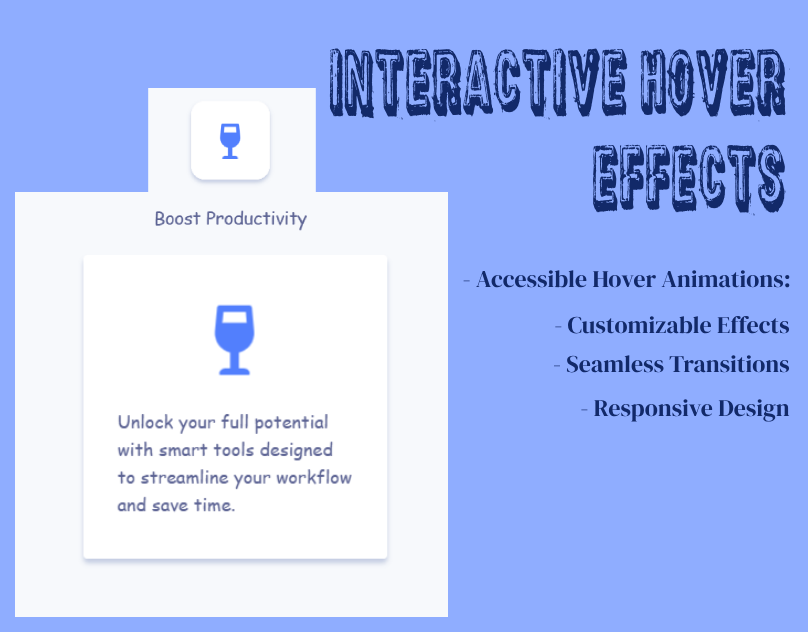 INTERACTIVE HOVER
EFFECTS
Boost Productivity
Unlock your full potential
with smart tools designed
to streamline your workflow
and save time.
- Accessible Hover Animations:
- Customizable Effects
- Seamless Transitions
- Responsive Design